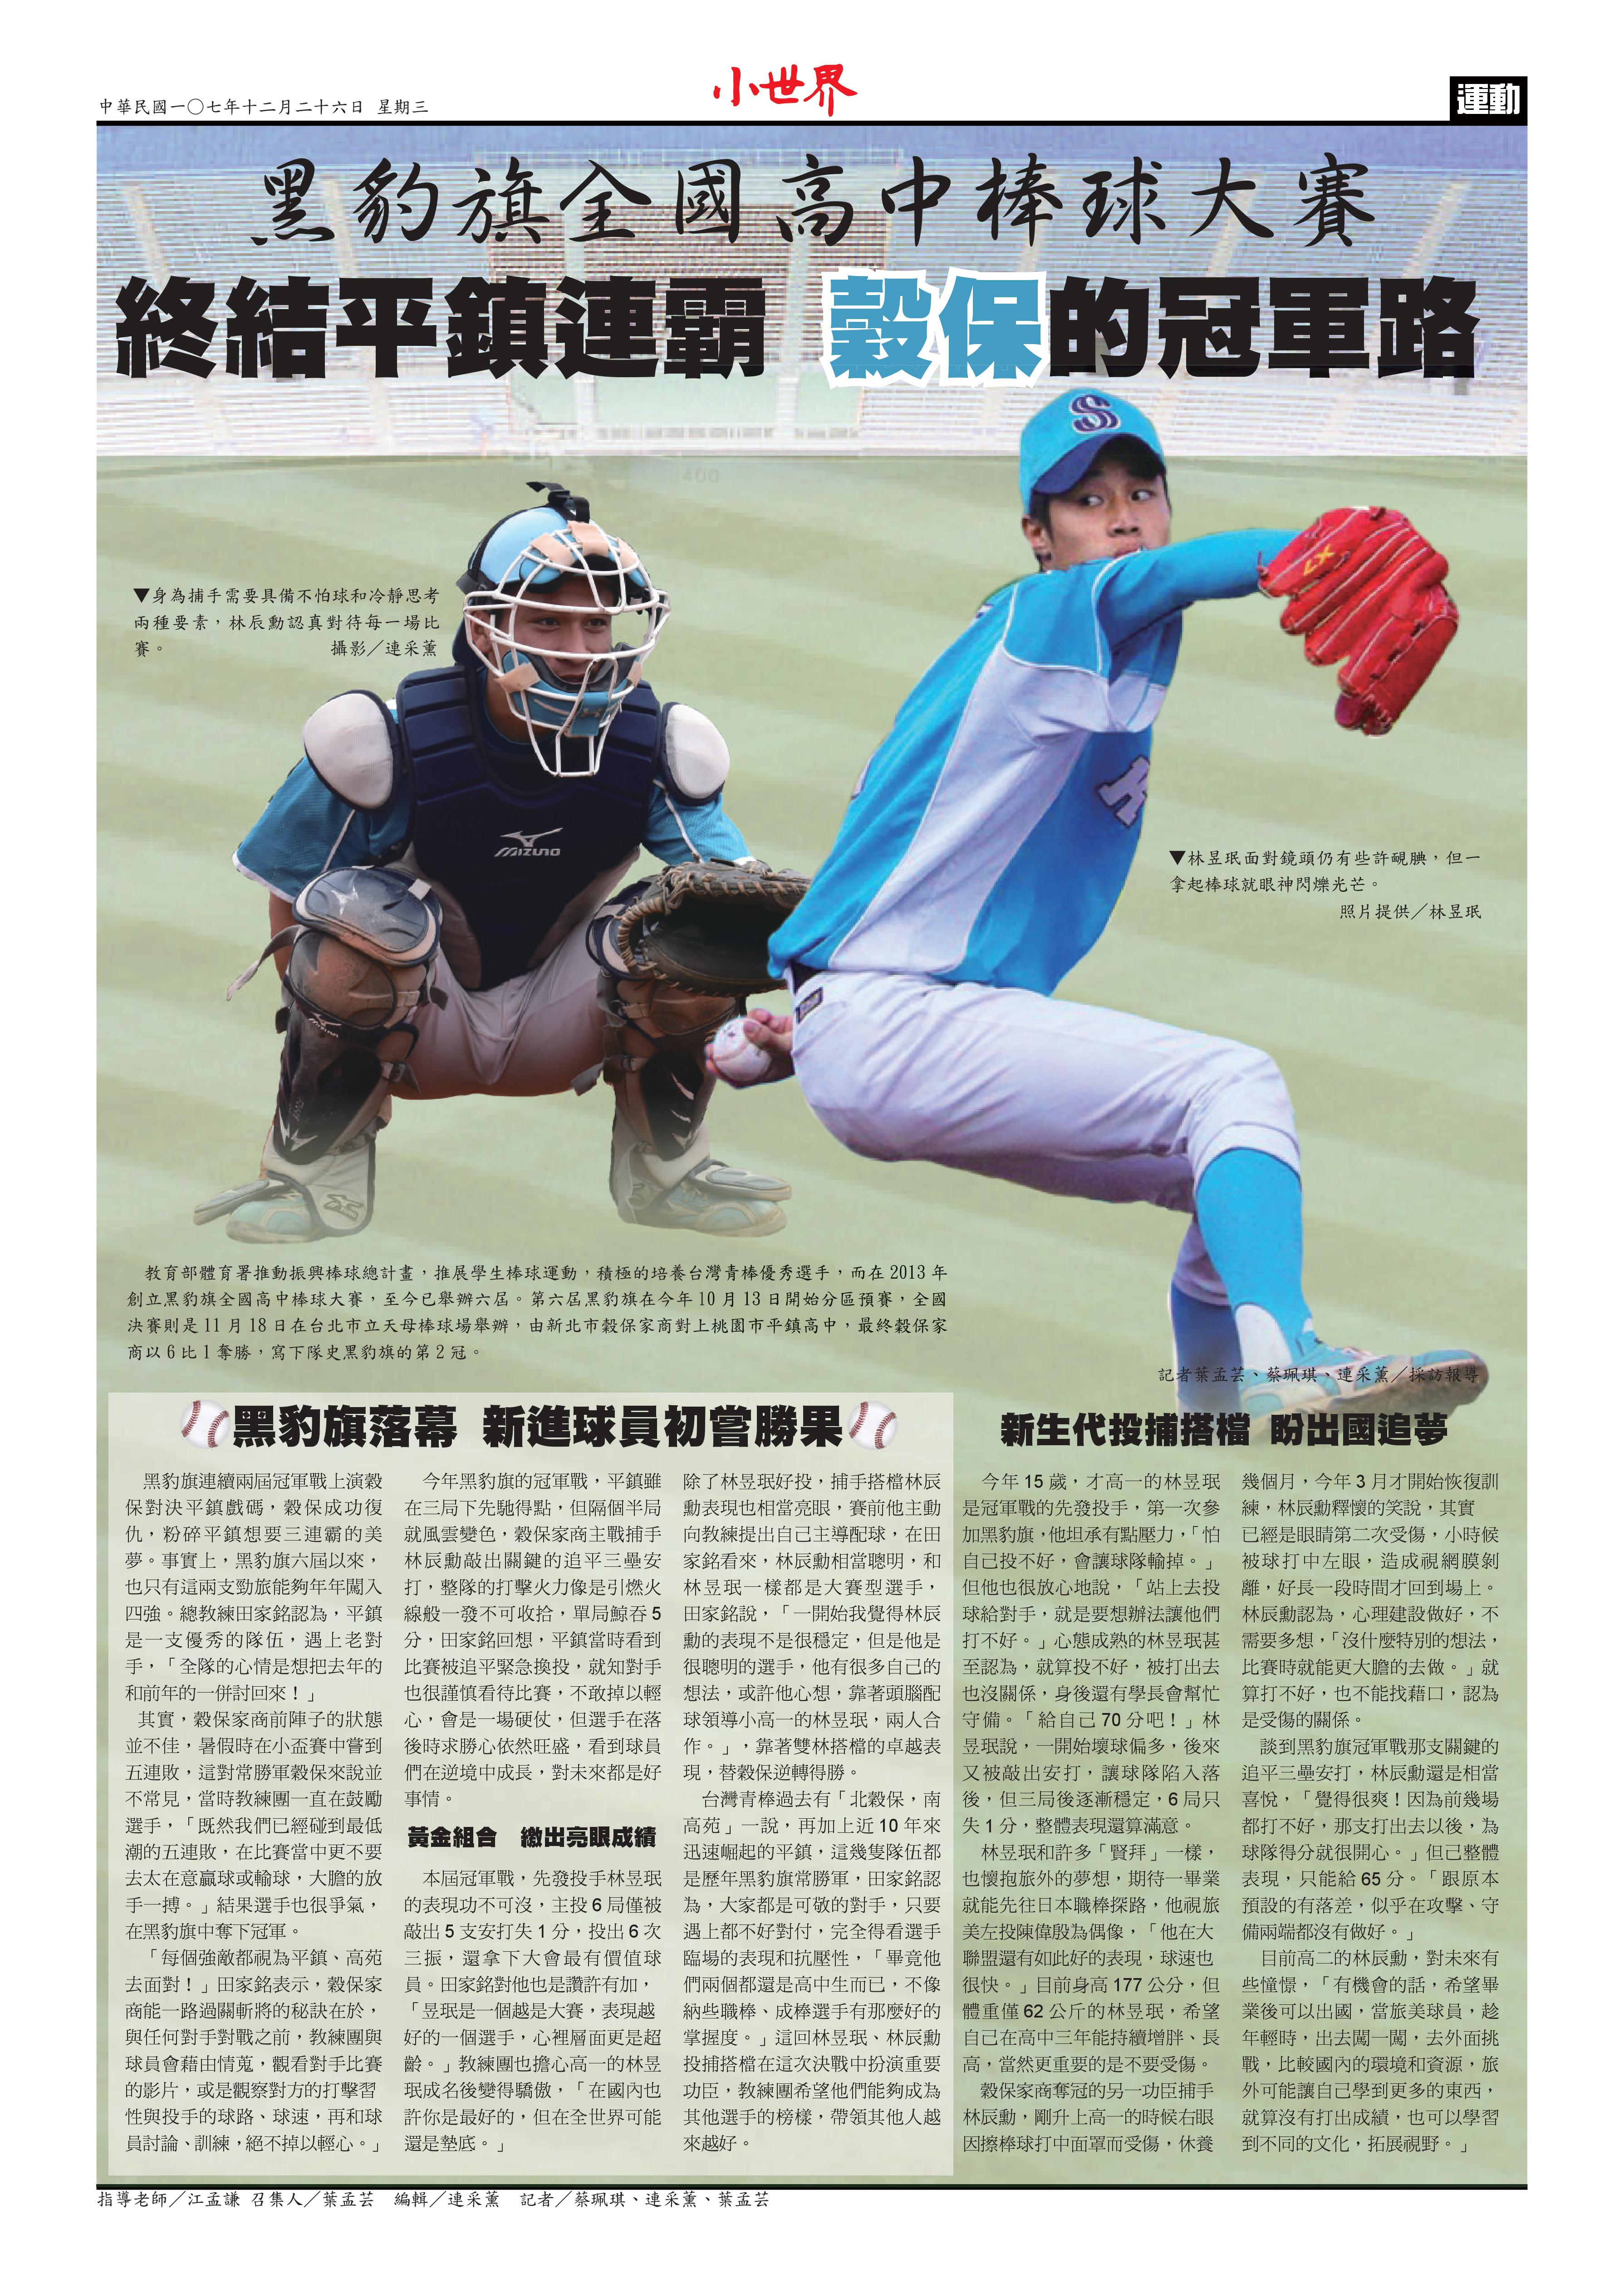 中華民國一〇七年十二月二十六日 星期三
小世界
運動
黑豹旗全國高中棒球大賽
終結平鎮連霸 穀保的冠軍路
400
S
▼身為捕手需要具備不怕球和冷靜思考
兩種要素，林辰勳認真對待每一場比
賽。 攝影／連采薰
MIZUNO
▼林昱珉面對鏡頭仍有些許靦腆，但一
拿起棒球就眼神閃爍光芒。
照片提供／林昱珉
教育部體育署推動振興棒球總計畫，推展學生棒球運動，積極的培養台灣青棒優秀選手，而在 2013 年
創立黑豹旗全國高中棒球大賽，至今已舉辦六屆。第六屆黑豹旗在今年 10 月 13 日開始分區預賽，全國
決賽則是 11 月 18 日在台北市立天母棒球場舉辦，由新北市穀保家商對上桃園市平鎮高中，最終穀保家
商以 6 比 1 奪勝，寫下隊史黑豹旗的第 2 冠。
記者葉孟芸、蔡珮琪、連采薰／採訪報導
黑豹旗落幕 新進球員初嘗勝果
黑豹旗連續兩屆冠軍戰上演穀
保對決平鎮戲碼，穀保成功復
仇，粉碎平鎮想要三連霸的美
夢。事實上，黑豹旗六屆以來，
也只有這兩支勁旅能夠年年闖入
四強。總教練田家銘認為，平鎮
是一支優秀的隊伍，遇上老對
手，「全隊的心情是想把去年的
和前年的一併討回來！」
其實，穀保家商前陣子的狀態
並不佳，暑假時在小盃賽中嘗到
五連敗，這對常勝軍穀保來說並
不常見，當時教練團一直在鼓勵
選手，「既然我們已經碰到最低
潮的五連敗，在比賽當中更不要
去太在意贏球或輸球，大膽的放
手一搏。」結果選手也很爭氣，
在黑豹旗中奪下冠軍。
「每個強敵都視為平鎮、高苑
去面對！」田家銘表示，穀保家
商能一路過關斬將的秘訣在於，
與任何對手對戰之前，教練團與
球員會藉由情蒐，觀看對手比賽
的影片，或是觀察對方的打擊習
性與投手的球路、球速，再和球
員討論、訓練，絕不掉以輕心。」
今年黑豹旗的冠軍戰，平鎮雖
在三局下先馳得點，但隔個半局
就風雲變色，穀保家商主戰捕手
林辰勳敲出關鍵的追平三壘安
打，整隊的打擊火力像是引燃火
線般一發不可收拾，單局鯨吞 5
分，田家銘回想，平鎮當時看到
比賽被追平緊急換投，就知對手
也很謹慎看待比賽，不敢掉以輕
心，會是一場硬仗，但選手在落
後時求勝心依然旺盛，看到球員
們在逆境中成長，對未來都是好
事情。
黃金組合 繳出亮眼成績
本屆冠軍戰，先發投手林昱珉
的表現功不可沒，主投 6 局僅被
敲出 5 支安打失 1 分，投出 6 次
三振，還拿下大會最有價值球
員。田家銘對他也是讚許有加，
「昱珉是一個越是大賽，表現越
好的一個選手，心裡層面更是超
齡。」教練團也擔心高一的林昱
珉成名後變得驕傲，「在國內也
許你是最好的，但在全世界可能
還是墊底。」
除了林昱珉好投，捕手搭檔林辰
勳表現也相當亮眼，賽前他主動
向教練提出自己主導配球，在田
家銘看來，林辰勳相當聰明，和
林昱珉一樣都是大賽型選手，
田家銘說，「一開始我覺得林辰
勳的表現不是很穩定，但是他是
很聰明的選手，他有很多自己的
想法，或許他心想，靠著頭腦配
球領導小高一的林昱珉，兩人合
作。」，靠著雙林搭檔的卓越表
現，替穀保逆轉得勝。
台灣青棒過去有「北穀保，南
高苑」一說，再加上近 10 年來
迅速崛起的平鎮，這幾隻隊伍都
是歷年黑豹旗常勝軍，田家銘認
為，大家都是可敬的對手，只要
遇上都不好對付，完全得看選手
臨場的表現和抗壓性，「畢竟他
們兩個都還是高中生而已，不像
納些職棒、成棒選手有那麼好的
掌握度。」這回林昱珉、林辰勳
投捕搭檔在這次決戰中扮演重要
功臣，教練團希望他們能夠成為
其他選手的榜樣，帶領其他人越
來越好。
新生代投捕搭檔 盼出國追夢
今年 15 歲，才高一的林昱珉
是冠軍戰的先發投手，第一次參
加黑豹旗，他坦承有點壓力，「怕
自己投不好，會讓球隊輸掉。」
但他也很放心地說，「站上去投
球給對手，就是要想辦法讓他們
打不好。」心態成熟的林昱珉甚
至認為，就算投不好，被打出去
也沒關係，身後還有學長會幫忙
守備。「給自己 70 分吧！」林
昱珉說，一開始壞球偏多，後來
又被敲出安打，讓球隊陷入落
後，但三局後逐漸穩定，6 局只
失 1 分，整體表現還算滿意。
林昱珉和許多「賢拜」一樣，
也懷抱旅外的夢想，期待一畢業
就能先往日本職棒探路，他視旅
美左投陳偉殷為偶像，「他在大
聯盟還有如此好的表現，球速也
很快。」目前身高 177 公分，但
體重僅 62 公斤的林昱珉，希望
自己在高中三年能持續增胖、長
高，當然更重要的是不要受傷。
穀保家商奪冠的另一功臣捕手
林辰勳，剛升上高一的時候右眼
因擦棒球打中面罩而受傷，休養
幾個月，今年 3 月才開始恢復訓
練，林辰勳釋懷的笑說，其實
已經是眼睛第二次受傷，小時候
被球打中左眼，造成視網膜剝
離，好長一段時間才回到場上。
林辰勳認為，心理建設做好，不
需要多想，「沒什麼特別的想法，
比賽時就能更大膽的去做。」就
算打不好，也不能找藉口，認為
是受傷的關係。
談到黑豹旗冠軍戰那支關鍵的
追平三壘安打，林辰勳還是相當
喜悅，「覺得很爽！因為前幾場
都打不好，那支打出去以後，為
球隊得分就很開心。」但己整體
表現，只能給 65 分。「跟原本
預設的有落差，似乎在攻擊、守
備兩端都沒有做好。」
目前高二的林辰勳，對未來有
些憧憬，「有機會的話，希望畢
業後可以出國，當旅美球員，趁
年輕時，出去闖一闖，去外面挑
戰，比較國內的環境和資源，旅
外可能讓自己學到更多的東西，
就算沒有打出成績，也可以學習
到不同的文化，拓展視野。」
指導老師／江孟謙 召集人／葉孟芸 編輯／連采薰 記者／蔡珮琪、連采薰、葉孟芸